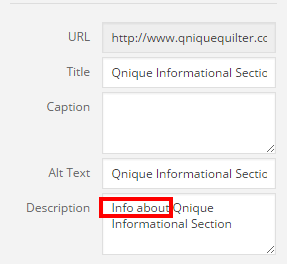 URL http://www.qniquequilter.cc
Title Qnique Informational Sectic
Caption
Alt Text Qnique Informational Sectic
Description Info about Qnique
Informational Section